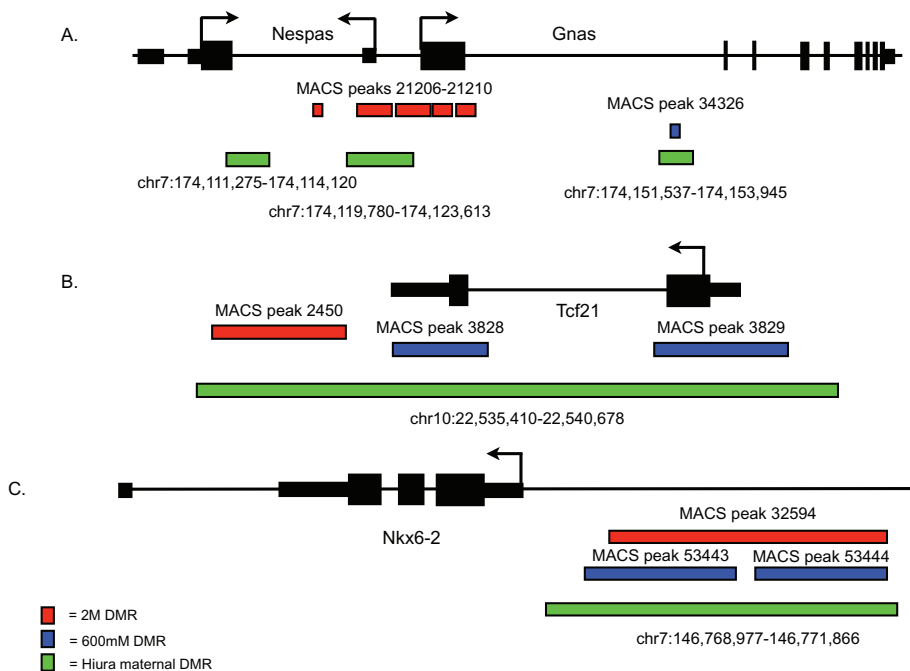 A.
Nespas
Gnas
MACS peaks 21206-21210
MACS peak 34326
chr7:174,111,275-174,114,120
chr7:174,151,537-174,153,945
chr7:174,119,780-174,123,613
B.
Tcf21
MACS peak 2450
MACS peak 3828
MACS peak 3829
chr10:22,535,410-22,540,678
C.
Nkx6-2
MACS peak 32594
MACS peak 53443
MACS peak 53444
chr7:146,768,977-146,771,866
= 2M DMR
= 600mM DMR
= Hiura maternal DMR